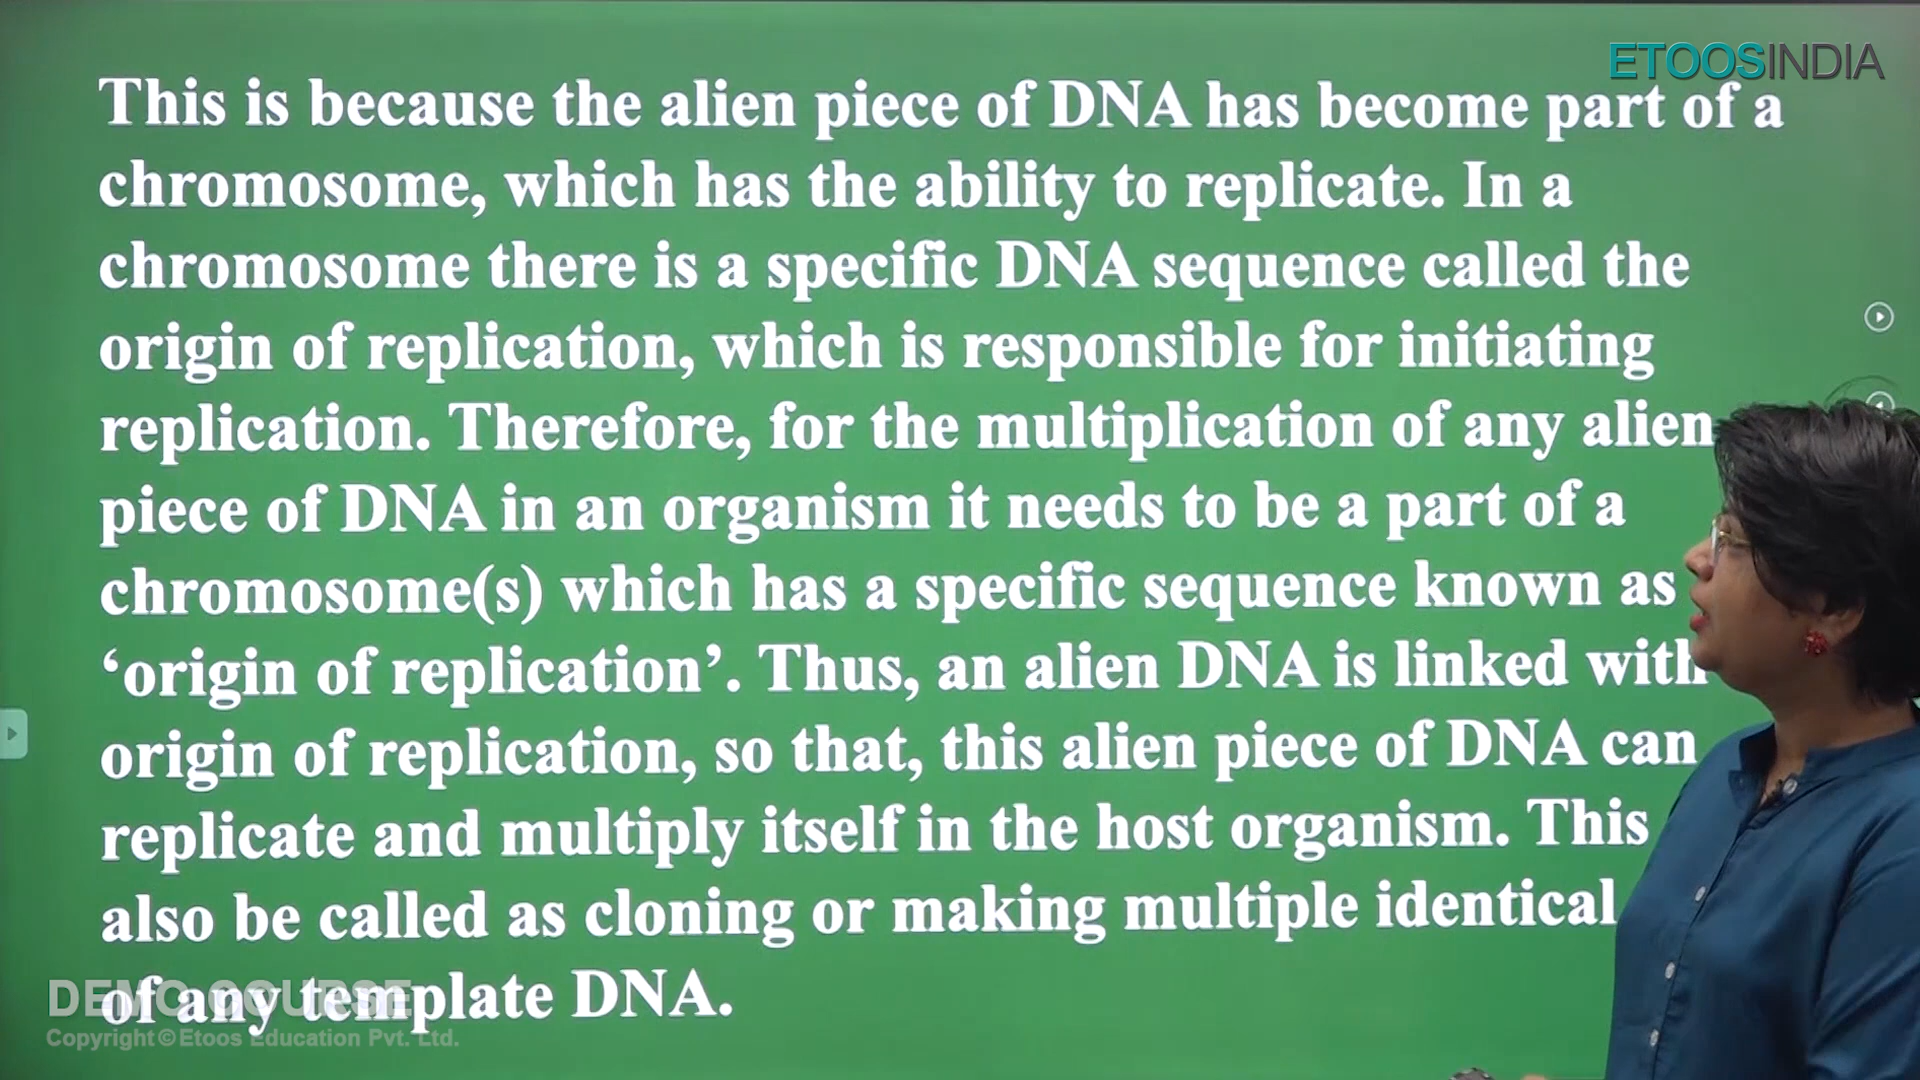 ETOOSINDIA
This is because the alien piece of DNA has become part of a
chromosome, which has the ability to replicate. In a
chromosome there is a specific DNA sequence called the
origin of replication, which is responsible for initiating
replication. Therefore, for the multiplication of any alien
piece of DNA in an organism it needs to be a part of a
chromosome(s) which has a specific sequence known as
‘origin of replication’. Thus, an alien DNA is linked with
origin of replication, so that, this alien piece of DNA can
replicate and multiply itself in the host organism. This
also be called as cloning or making multiple identical
of any template DNA.
DEMO COURSE
Copyright © Etoos Education Pvt. Ltd.